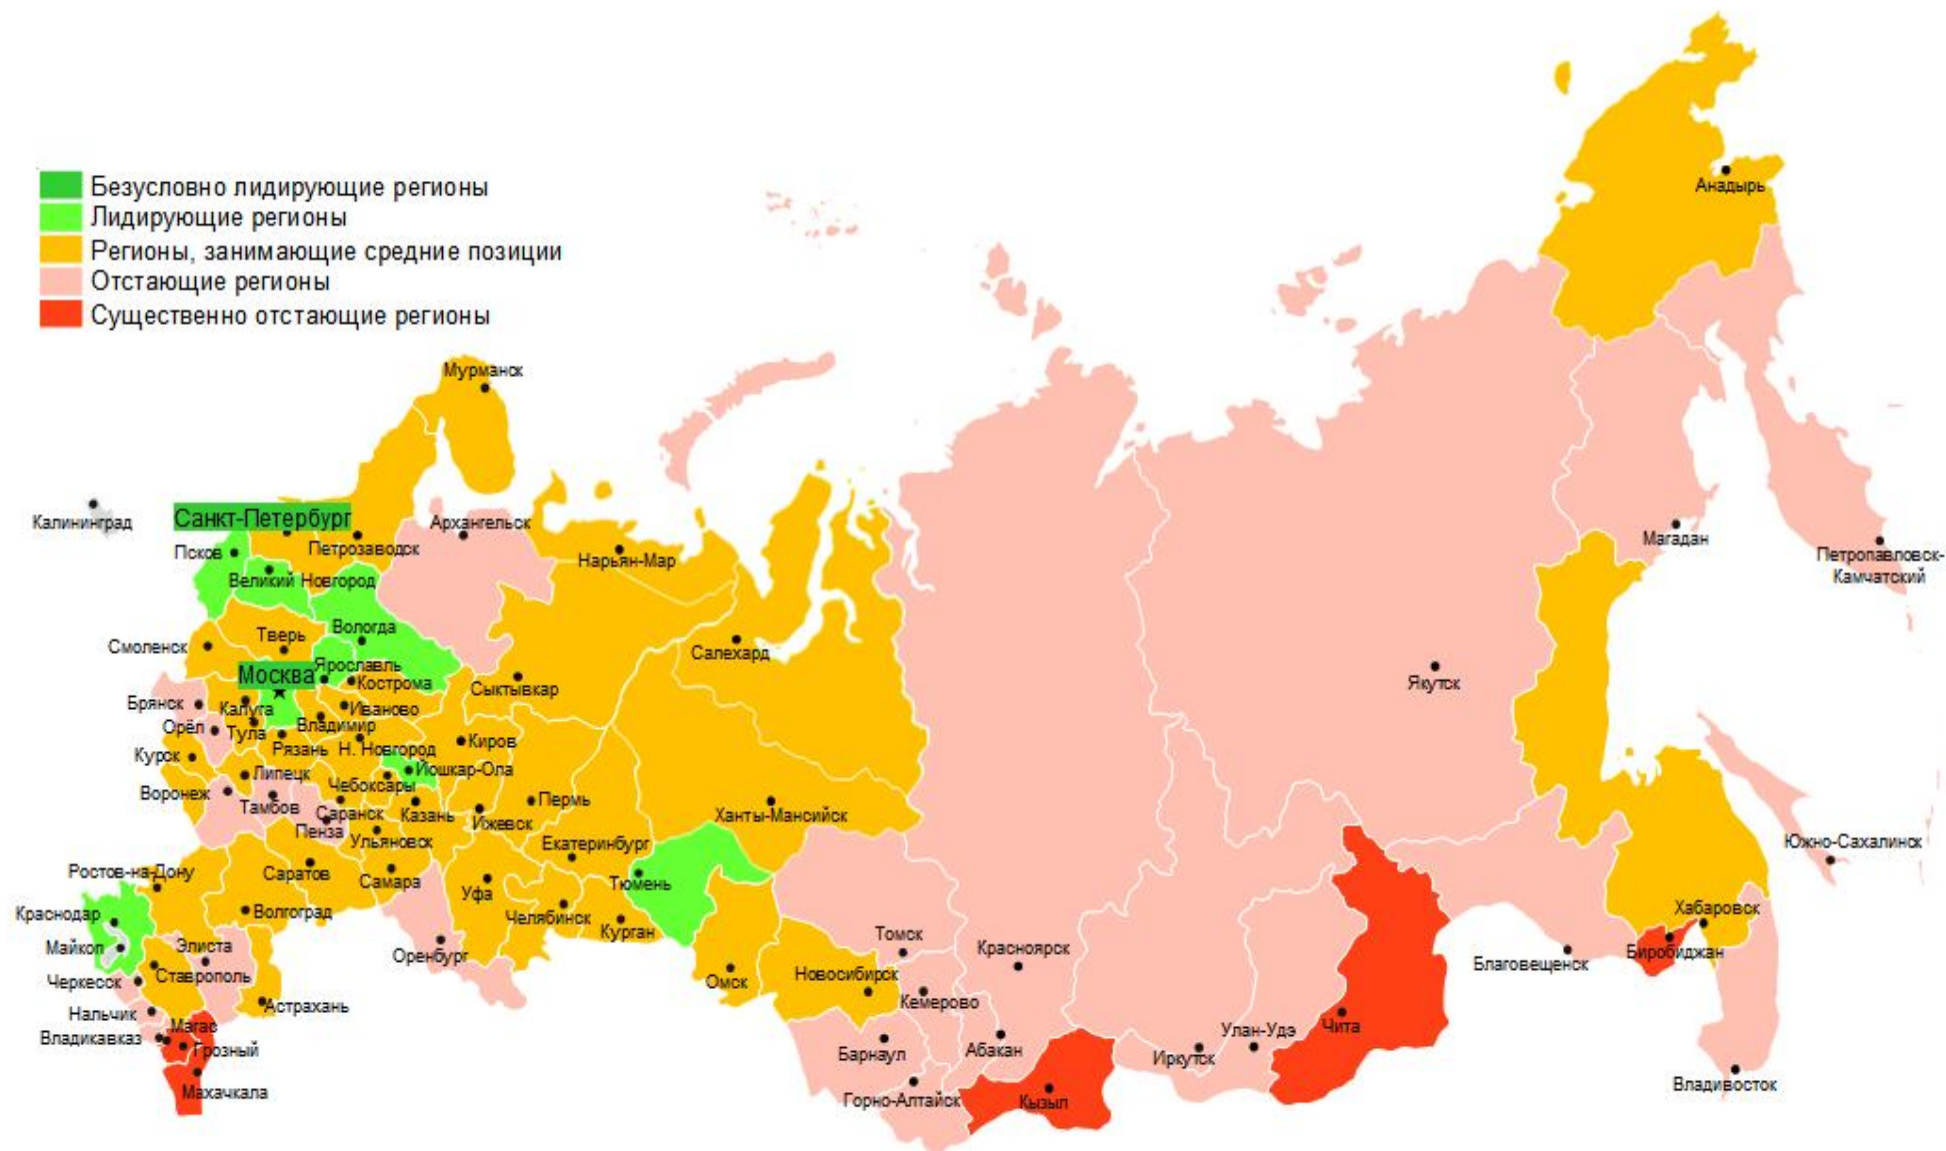 Безусловно лидирующие регионы
Лидирующие регионы
Регионы, занимающие средние позиции
Отстающие регионы
Существенно отстающие регионы
Анадырь
Мурманск
Калининград
Санкт-Петербург
Архангельск
Псков
Петрозаводск
Нарьян-Мар
Великий Новгород
Магадан
Петропавловск-
Камчатский
Смоленск
Тверь
Вологда
Салехард
Якутск
Москва
Ярославль
Кострома
Сыктывкар
Брянск
Калуга
Иваново
Орёл
Тула
Владимир
Рязань
Н. Новгород
Киров
Курск
Липецк
Йошкар-Ола
Чебоксары
Воронеж
Тамбов
Саранск
Казань
Ижевск
Пермь
Ханты-Мансийск
Пенза
Ульяновск
Екатеринбург
Южно-Сахалинск
Ростов-на-Дону
Саратов
Самара
Уфа
Тюмень
Краснодар
Волгоград
Челябинск
Курган
Хабаровск
Майкоп
Элиста
Оренбург
Томск
Красноярск
Биробиджан
Черкесск
Ставрополь
Омск
Новосибирск
Благовещенск
Нальчик
Астрахань
Кемерово
Магас
Владикавказ
Грозный
Барнаул
Абакан
Иркутск
Улан-Удэ
Чита
Махачкала
Горно-Алтайск
Кызыл
Владивосток